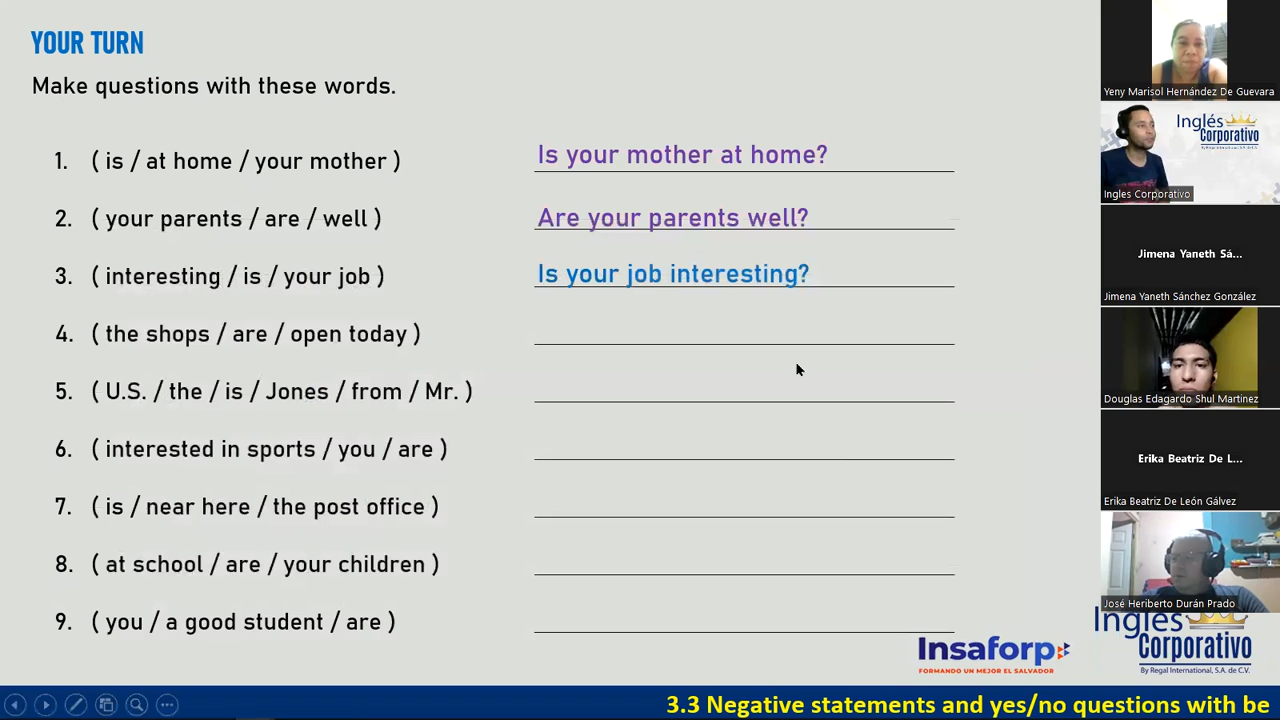 YOUR TURN
Make questions with these words.
1. ( is / at home / your mother ) Is your mother at home?
2. ( your parents / are / well ) Are your parents well?
3. ( interesting / is / your job ) Is your job interesting?
4. ( the shops / are / open today )
5. ( U.S. / the / is / Jones / from / Mr. )
6. ( interested in sports / you / are )
7. ( is / near here / the post office )
8. ( at school / are / your children )
9. ( you / a good student / are )
Insaforp
FORMANDO UN MEJOR EL SALVADOR
Inglés
Corporativo
By Regal International, S.A. de C.V.
3.3 Negative statements and yes/no questions with be
Yeny Marisol Hernández De Guevara
Inglés
Corporativo
By Regal International, S.A. de C.V.
Ingles Corporativo
Jimena Yaneth Sá...
Jimena Yaneth Sánchez González
Douglas Edagardo Shul Martinez
Erika Beatriz De L...
Erika Beatriz De León Gálvez
José Heriberto Durán Prado